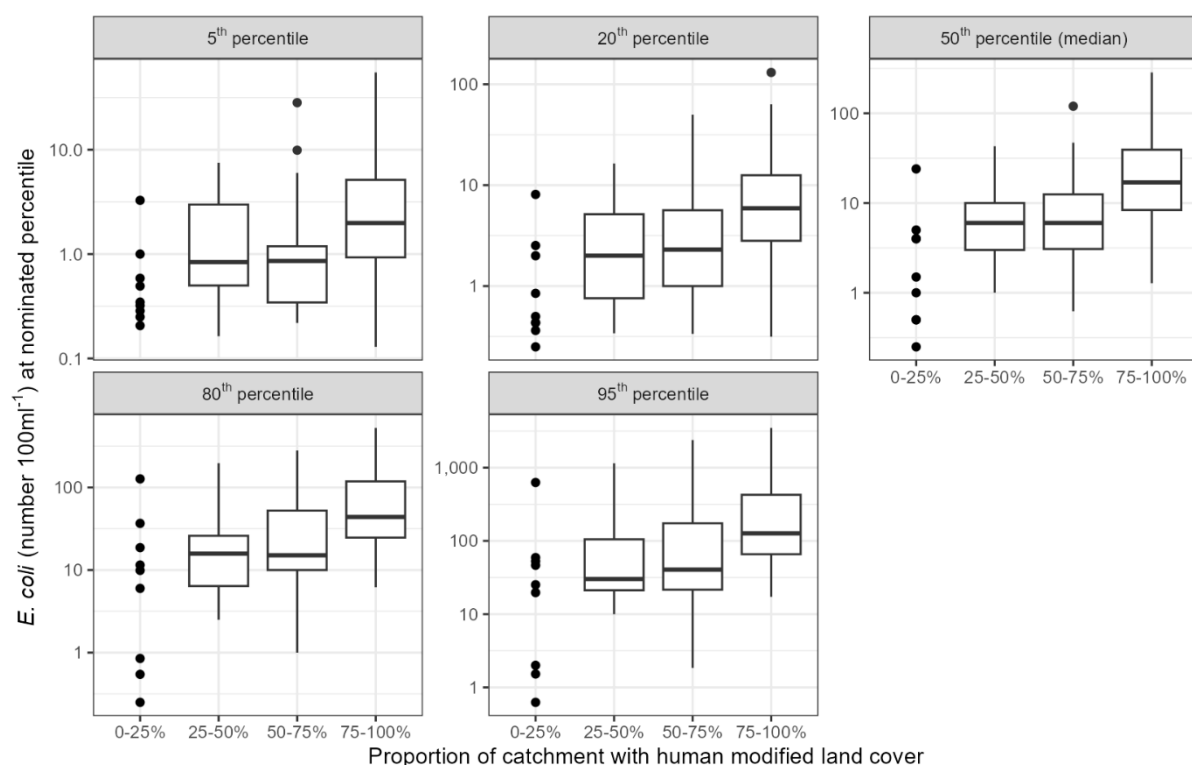 5th percentile
20th percentile
50th percentile (median)
10.0
1.0
0.1
100
10
1
100
10
1
0-25% 25-50% 50-75% 75-100%
E. coli (number 100ml-1) at nominated percentile
80th percentile
95th percentile
100
10
1
1,000
100
10
1
0-25% 25-50% 50-75% 75-100%
0-25% 25-50% 50-75% 75-100%
Proportion of catchment with human modified land cover